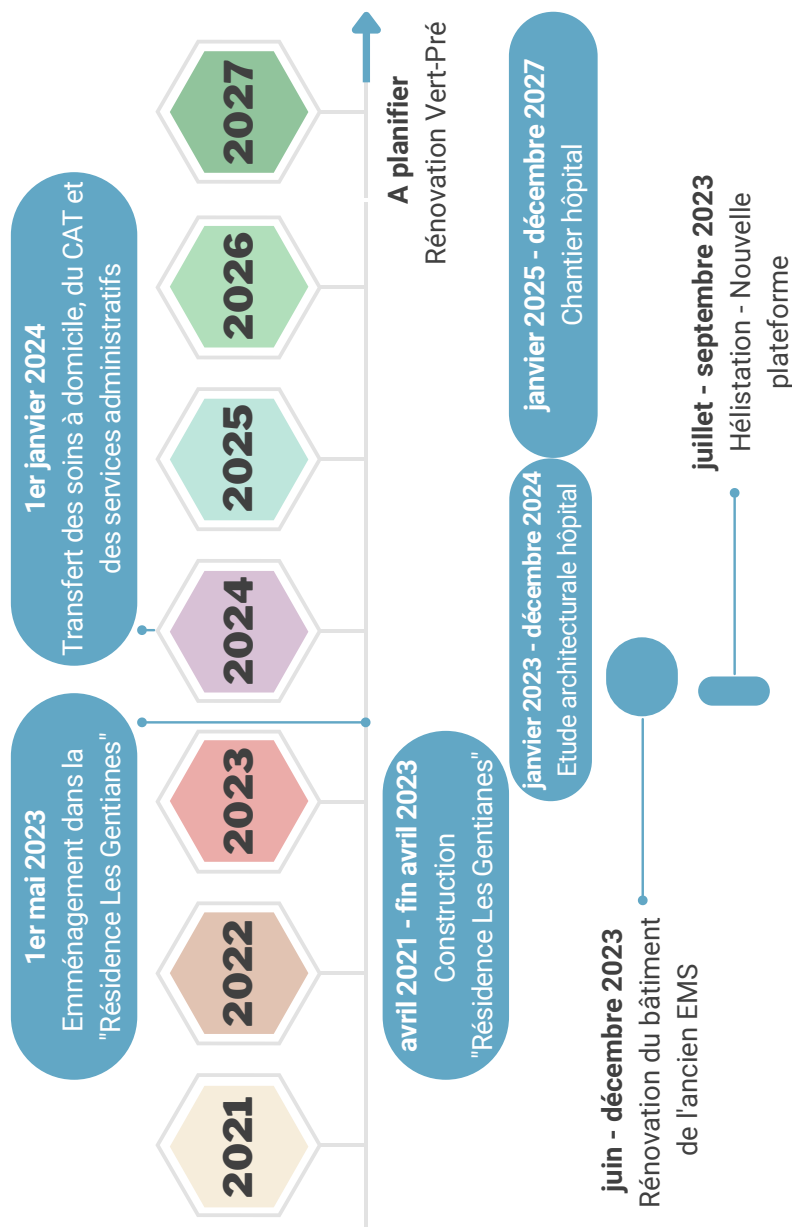 1er mai 2023
Emménagement dans la
"Résidence Les Gentianes"
1er janvier 2024
Transfert des soins à domicile, du CAT et
des services administratifs
2021
2022
2023
2024
2025
2026
2027
avril 2021 - fin avril 2023
Construction
"Résidence Les Gentianes"
A planifier
Rénovation Vert-Pré
janvier 2023 - décembre 2024
Etude architecturale hôpital
janvier 2025 - décembre 2027
Chantier hôpital
juin - décembre 2023
Rénovation du bâtiment
de l'ancien EMS
juillet - septembre 2023
Hélistation - Nouvelle
plateforme